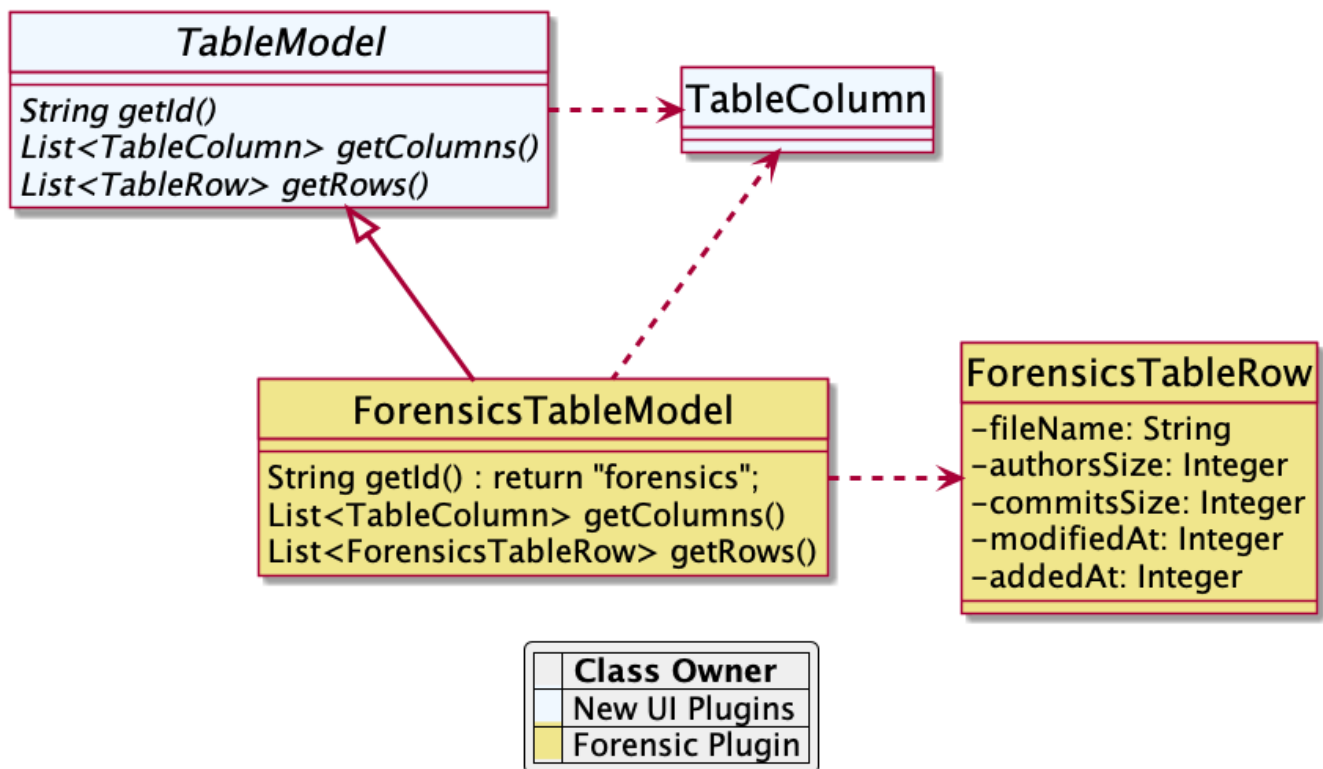 TableModel
String getId()
List<TableColumn> getColumns()
List<TableRow> getRows()
TableColumn
ForensicsTableModel
String getId() : return "forensics";
List<TableColumn> getColumns()
List<ForensicsTableRow> getRows()
ForensicsTableRow
-fileName: String
-authorsSize: Integer
-commitsSize: Integer
-modifiedAt: Integer
-addedAt: Integer
Class Owner
New UI Plugins
Forensic Plugin